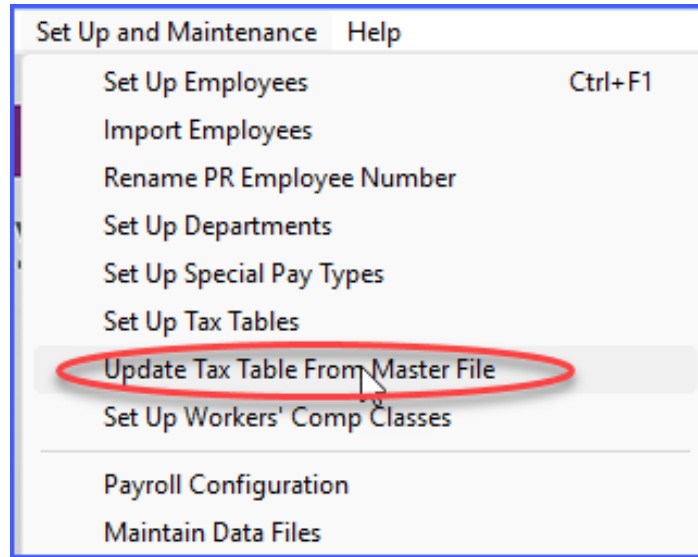 Set Up and Maintenance Help
Set Up Employees Ctrl+F1
Import Employees
Rename PR Employee Number
Set Up Departments
Set Up Special Pay Types
Set Up Tax Tables
Update Tax Table From Master File
Set Up Workers' Comp Classes
Payroll Configuration
Maintain Data Files